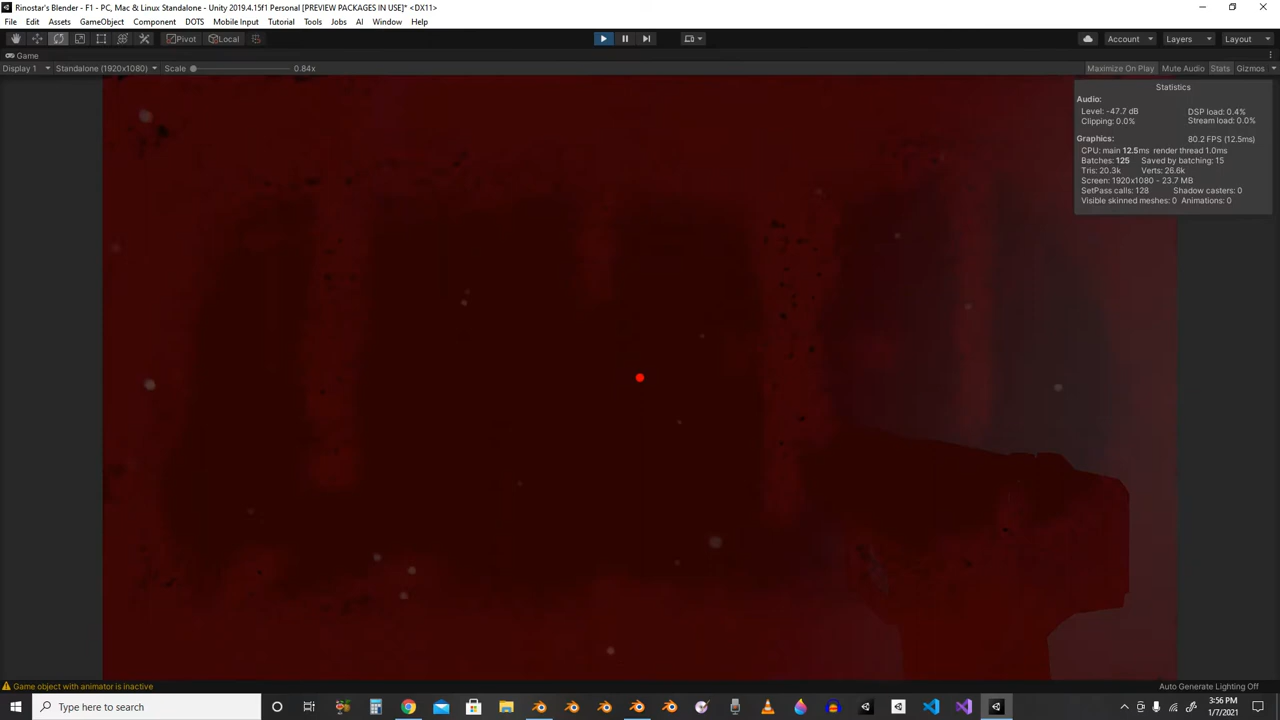 Rinostar's Blender - F1 - PC, Mac & Linux Standalone - Unity 2019.4.15f1 Personal [PREVIEW PACKAGES IN USE]* <DX11>
File Edit Assets GameObject Component DOTS Mobile Input Window Tutorial Tools Jobs AI Window Help
Pivot Local Account Layers Layout
Game
Display 1 Standalone (1920x1080) Scale 0.84x Maximize On Play Mute Audio Stats Gizmos
Statistics
Audio:
Level: -47.7 dB DSP load: 0.4%
Clipping: 0.0% Stream load: 0.0%
Graphics: 80.2 FPS (12.5ms)
CPU: main 12.5ms render thread 1.0ms
Batches: 125 Saved by batching: 15
Tris: 20.3k Verts: 26.6k
Screen: 1920x1080 - 23.7 MB
SetPass calls: 128 Shadow casters: 0
Visible skinned meshes: 0 Animations: 0
Game object with animator is inactive Auto Generate Lighting Off
Type here to search
3:56 PM
1/7/2021